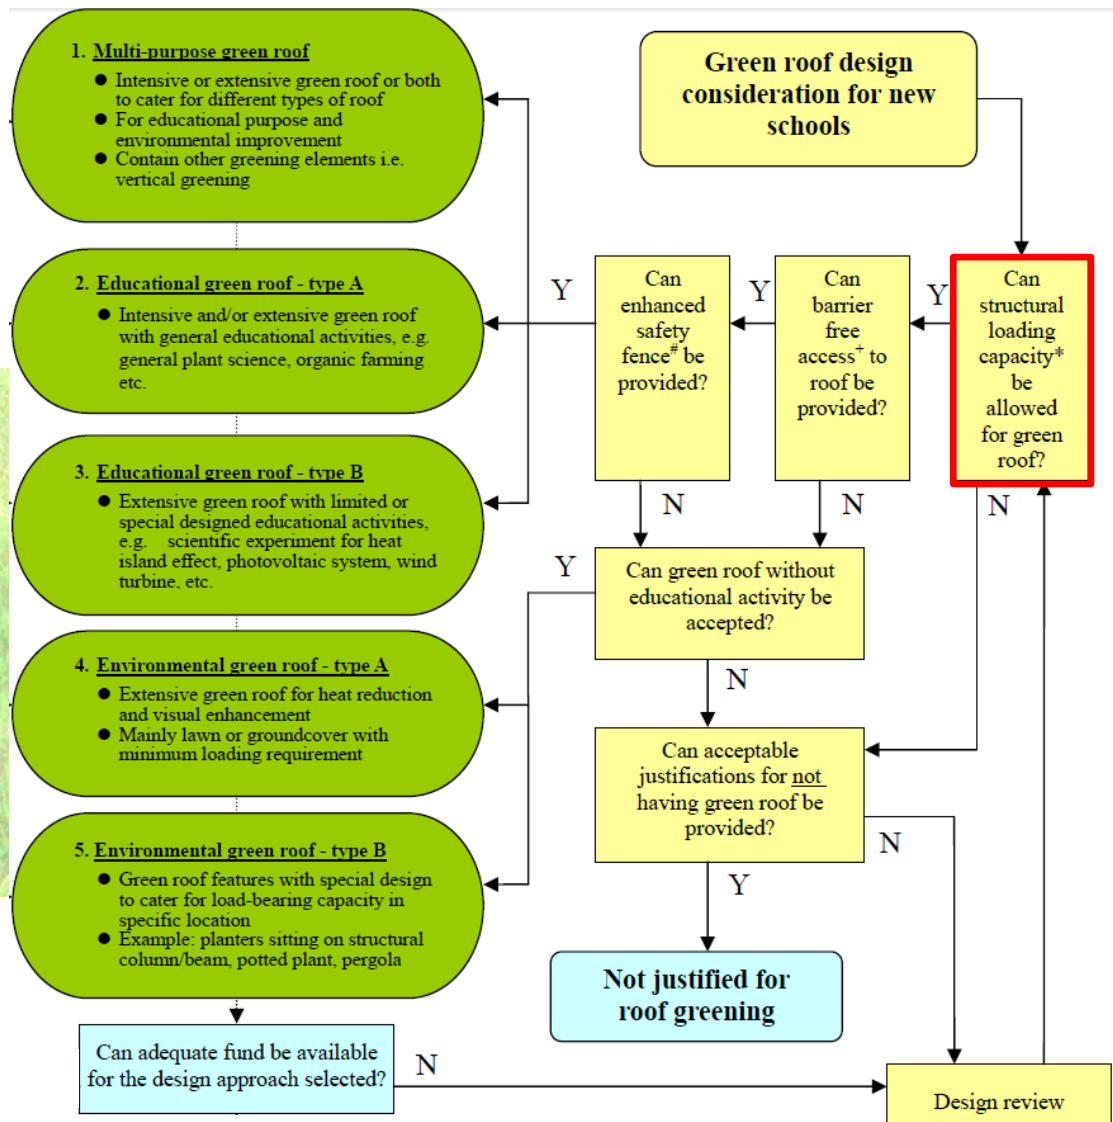 1. Multi-purpose green roof
● Intensive or extensive green roof or both
to cater for different types of roof
● For educational purpose and
environmental improvement
● Contain other greening elements i.e.
vertical greening
Green roof design
consideration for new
schools
2. Educational green roof - type A
● Intensive and/or extensive green roof
with general educational activities, e.g.
general plant science, organic farming
etc.
Y
Can
enhanced
safety
fence# be
provided?
Y
Can
barrier
free
access+ to
roof be
provided?
Y
Can
structural
loading
capacity*
be
allowed
for green
roof?
3. Educational green roof - type B
● Extensive green roof with limited or
special designed educational activities,
e.g. scientific experiment for heat
island effect, photovoltaic system, wind
turbine, etc.
N
N
N
Y
Can green roof without
educational activity be
accepted?
N
4. Environmental green roof - type A
● Extensive green roof for heat reduction
and visual enhancement
● Mainly lawn or groundcover with
minimum loading requirement
Can acceptable
justifications for not
having green roof be
provided?
N
Y
5. Environmental green roof - type B
● Green roof features with special design
to cater for load-bearing capacity in
specific location
● Example: planters sitting on structural
column/beam, potted plant, pergola
Not justified for
roof greening
Can adequate fund be available
for the design approach selected?
N
Design review